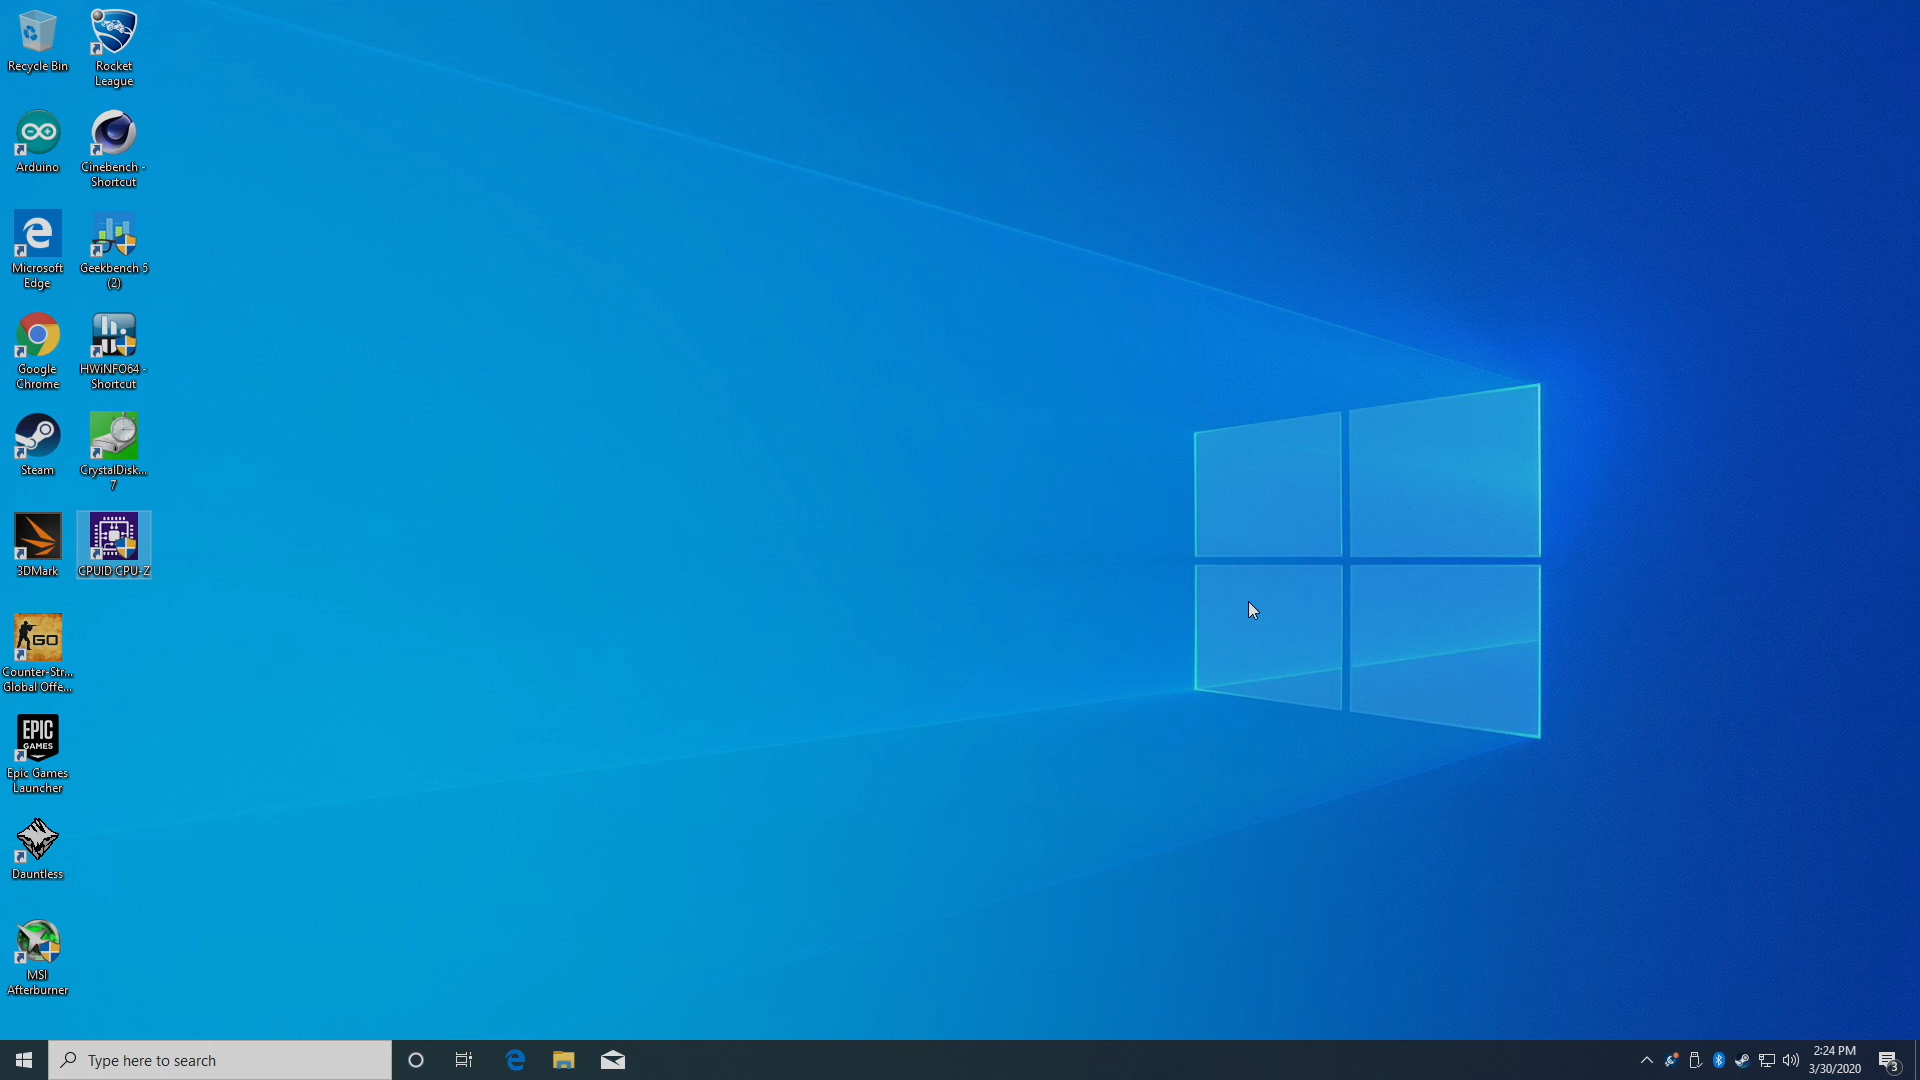 Recycle Bin
Rocket
League
Arduino
Cinebench -
Shortcut
Microsoft
Edge
Geekbench 5
(2)
Google
Chrome
HWiNFO64 -
Shortcut
Steam
CrystalDisk...
7
3DMark
CPUID CPU-Z
GO
Counter-Str...
Global Offe...
EPIC
GAMES
Epic Games
Launcher
Dauntless
MSI
Afterburner
Type here to search
2:24 PM
3/30/2020
3